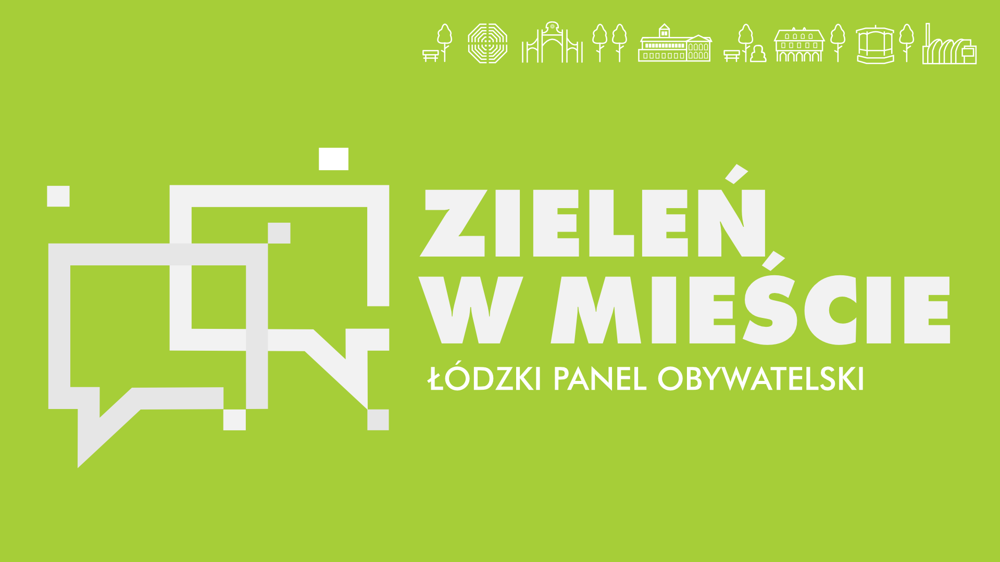 ZIELEŃ
W MIEŚCIE
ŁÓDZKI PANEL OBYWATELSKI